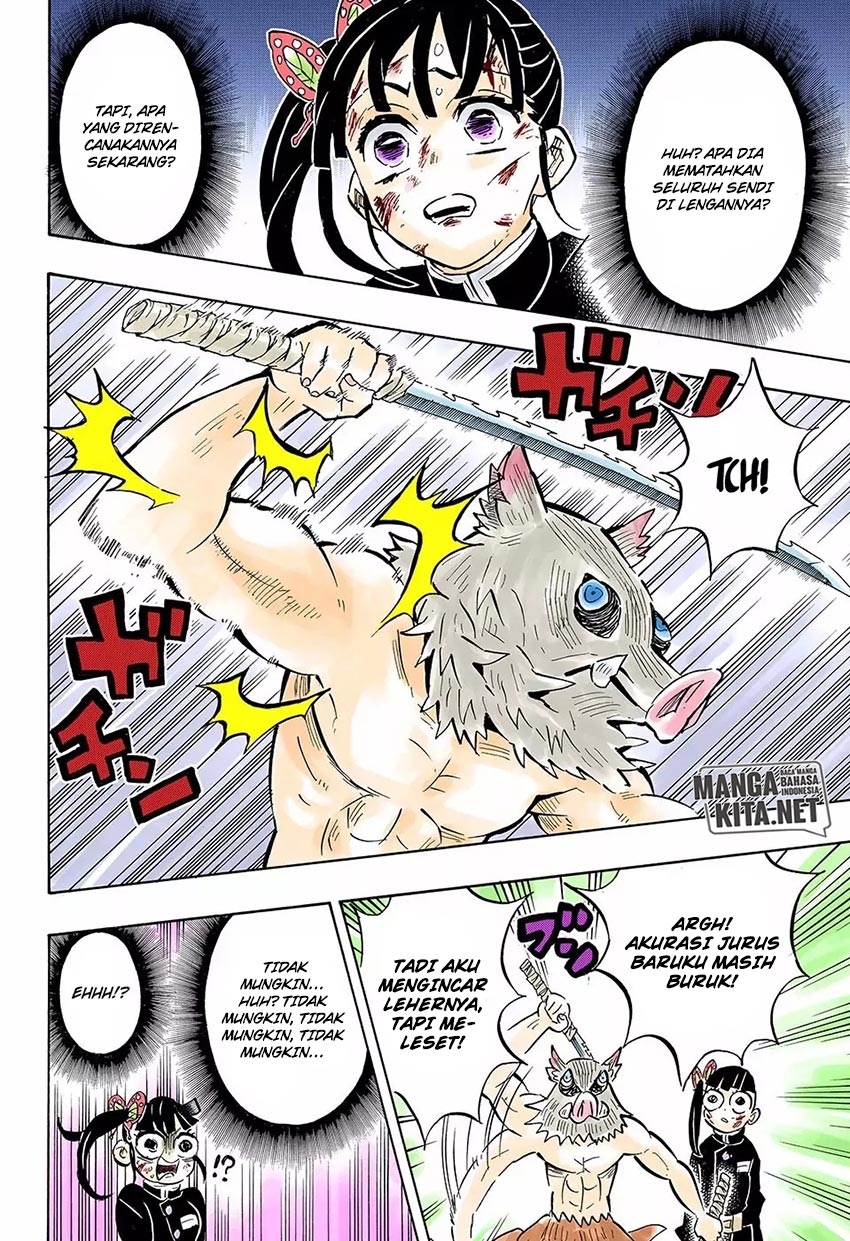 HUH? APA DIA
MEMATAHKAN
SELURUH SENDI
DI LENGANNYA?
TAPI, APA
YANG DIREN-
CANAKANNYA
SEKARANG?
ガチン
TCH!
ガチン
MANGA
KITA.NET
BACA MANGA
BAHASA
INDONESIA
ARGH!
AKURASI JURUS
BARUKU MASIH
BURUK!
ブン
TADI AKU
MENGINCAR
LEHERNYA,
TAPI ME-
LESET!
TIDAK
MUNGKIN...
HUH? TIDAK
MUNGKIN, TIDAK
MUNGKIN, TIDAK
MUNGKIN...
EHHH!?
!?